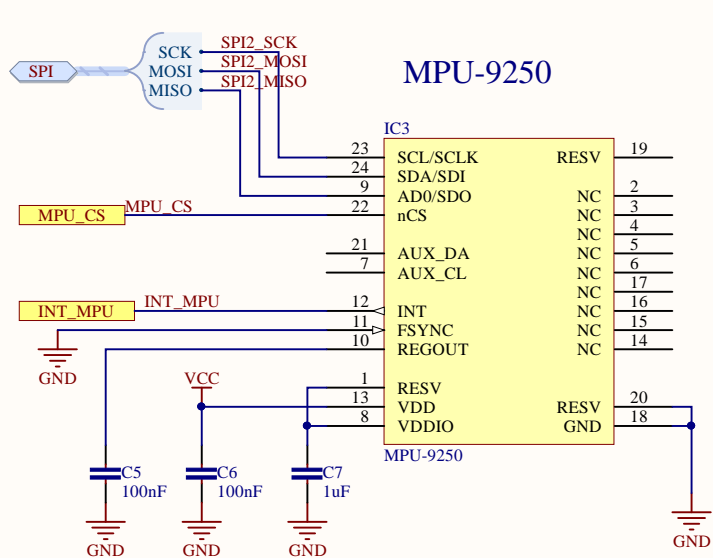 MPU-9250
SPI
SCK
MOSI
MISO
SPI2_SCK
SPI2_MOSI
SPI2_MISO
IC3
23 SCL/SCLK RESV 19
24 SDA/SDI
9 AD0/SDO NC 2
MPU_CS MPU_CS 22 nCS NC 3
NC 4
21 AUX_DA NC 5
7 AUX_CL NC 6
NC 17
INT_MPU INT_MPU 12 INT NC 16
11 FSYNC NC 15
10 REGOUT NC 14
GND
VCC
1 RESV
13 VDD RESV 20
8 VDDIO GND 18
MPU-9250
C5
100nF
C6
100nF
C7
1uF
GND
GND
GND
GND